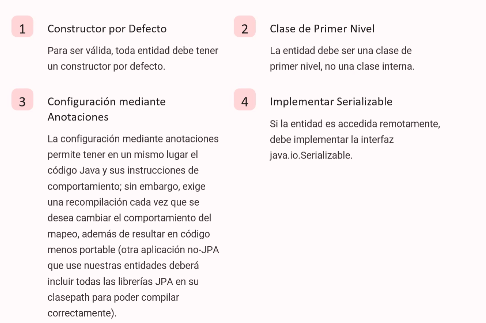 1
Constructor por Defecto
Para ser válida, toda entidad debe tener
un constructor por defecto.
2
Clase de Primer Nivel
La entidad debe ser una clase de
primer nivel, no una clase interna.
3
Configuración mediante
Anotaciones
La configuración mediante anotaciones
permite tener en un mismo lugar el
código Java y sus instrucciones de
comportamiento; sin embargo, exige
una recompilación cada vez que se
desea cambiar el comportamiento del
mapeo, además de resultar en código
menos portable (otra aplicación no-JPA
que use nuestras entidades deberá
incluir todas las librerías JPA en su
clasepath para poder compilar
correctamente).
4
Implementar Serializable
Si la entidad es accedida remotamente,
debe implementar la interfaz
java.io.Serializable.